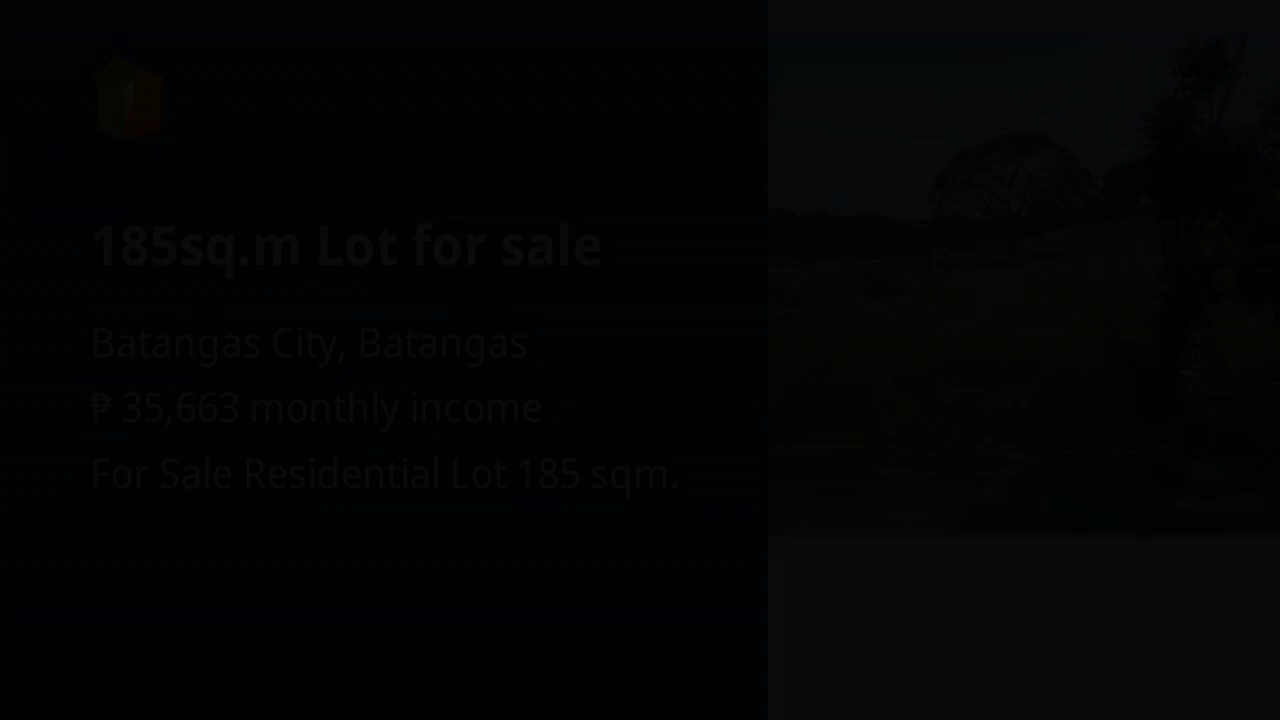 185sq.m Lot for sale
Batangas City, Batangas
₱ 35,663 monthly income
For Sale Residential Lot 185 sqm.